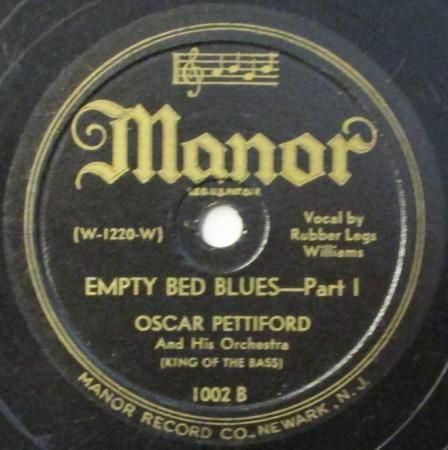 Manor
(W-1220-W)
Vocal by
Rubber Legs
Williams
EMPTY BED BLUES—Part I
OSCAR PETTIFORD
And His Orchestra
(KING OF THE BASS)
1002 B
MANOR RECORD CO., NEWARK, N. J.